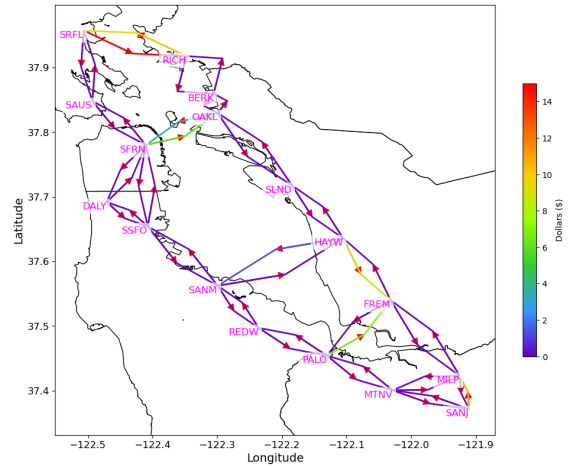 SRFL
RICH
37.9
BERK
SAUS
OAKL
37.8
SFRN
SLND
37.7
DALY
SSFO
HAYW
37.6
SANM
FREM
REDW
37.5
PALO
MILP
37.4
MTNV
SANJ
−122.5 −122.4 −122.3 −122.2 −122.1 −122.0 −121.9
Longitude
Latitude
14
12
10
8
6
4
2
0
Dollars ($)